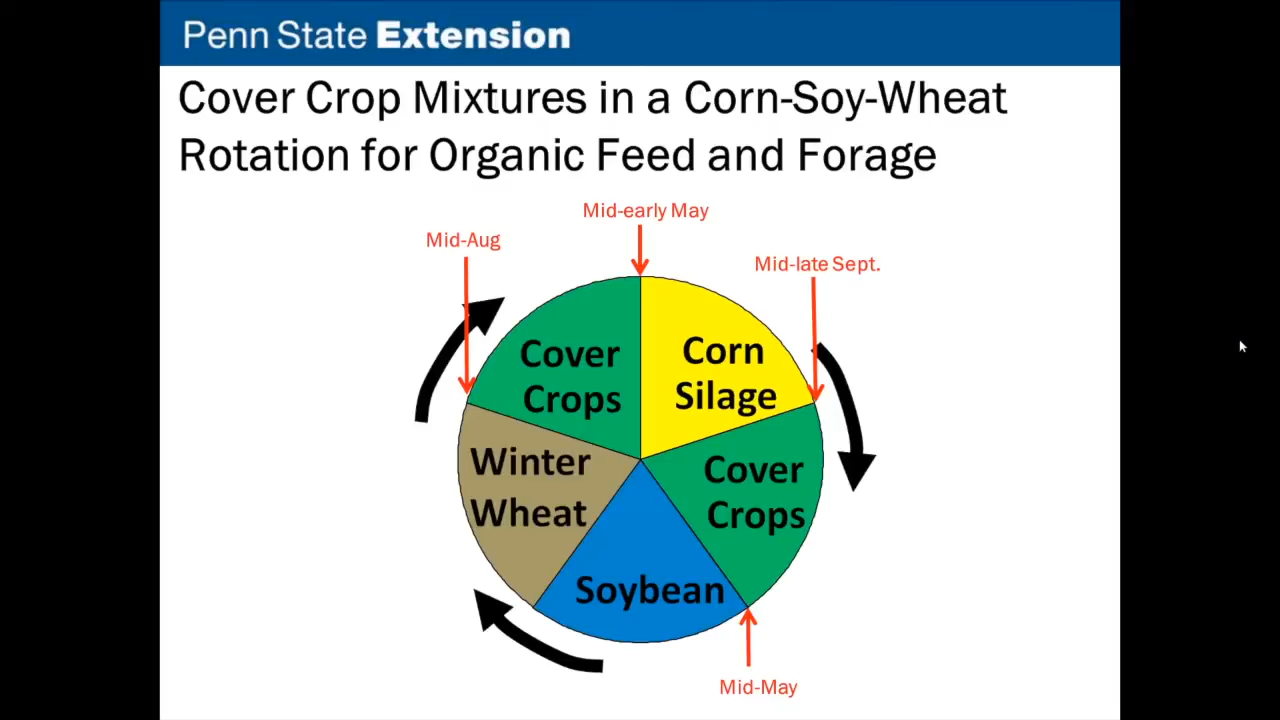 Penn State Extension
Cover Crop Mixtures in a Corn-Soy-Wheat
Rotation for Organic Feed and Forage
Mid-early May
Mid-Aug
Mid-late Sept.
Cover
Crops
Corn
Silage
Winter
Wheat
Cover
Crops
Soybean
Mid-May